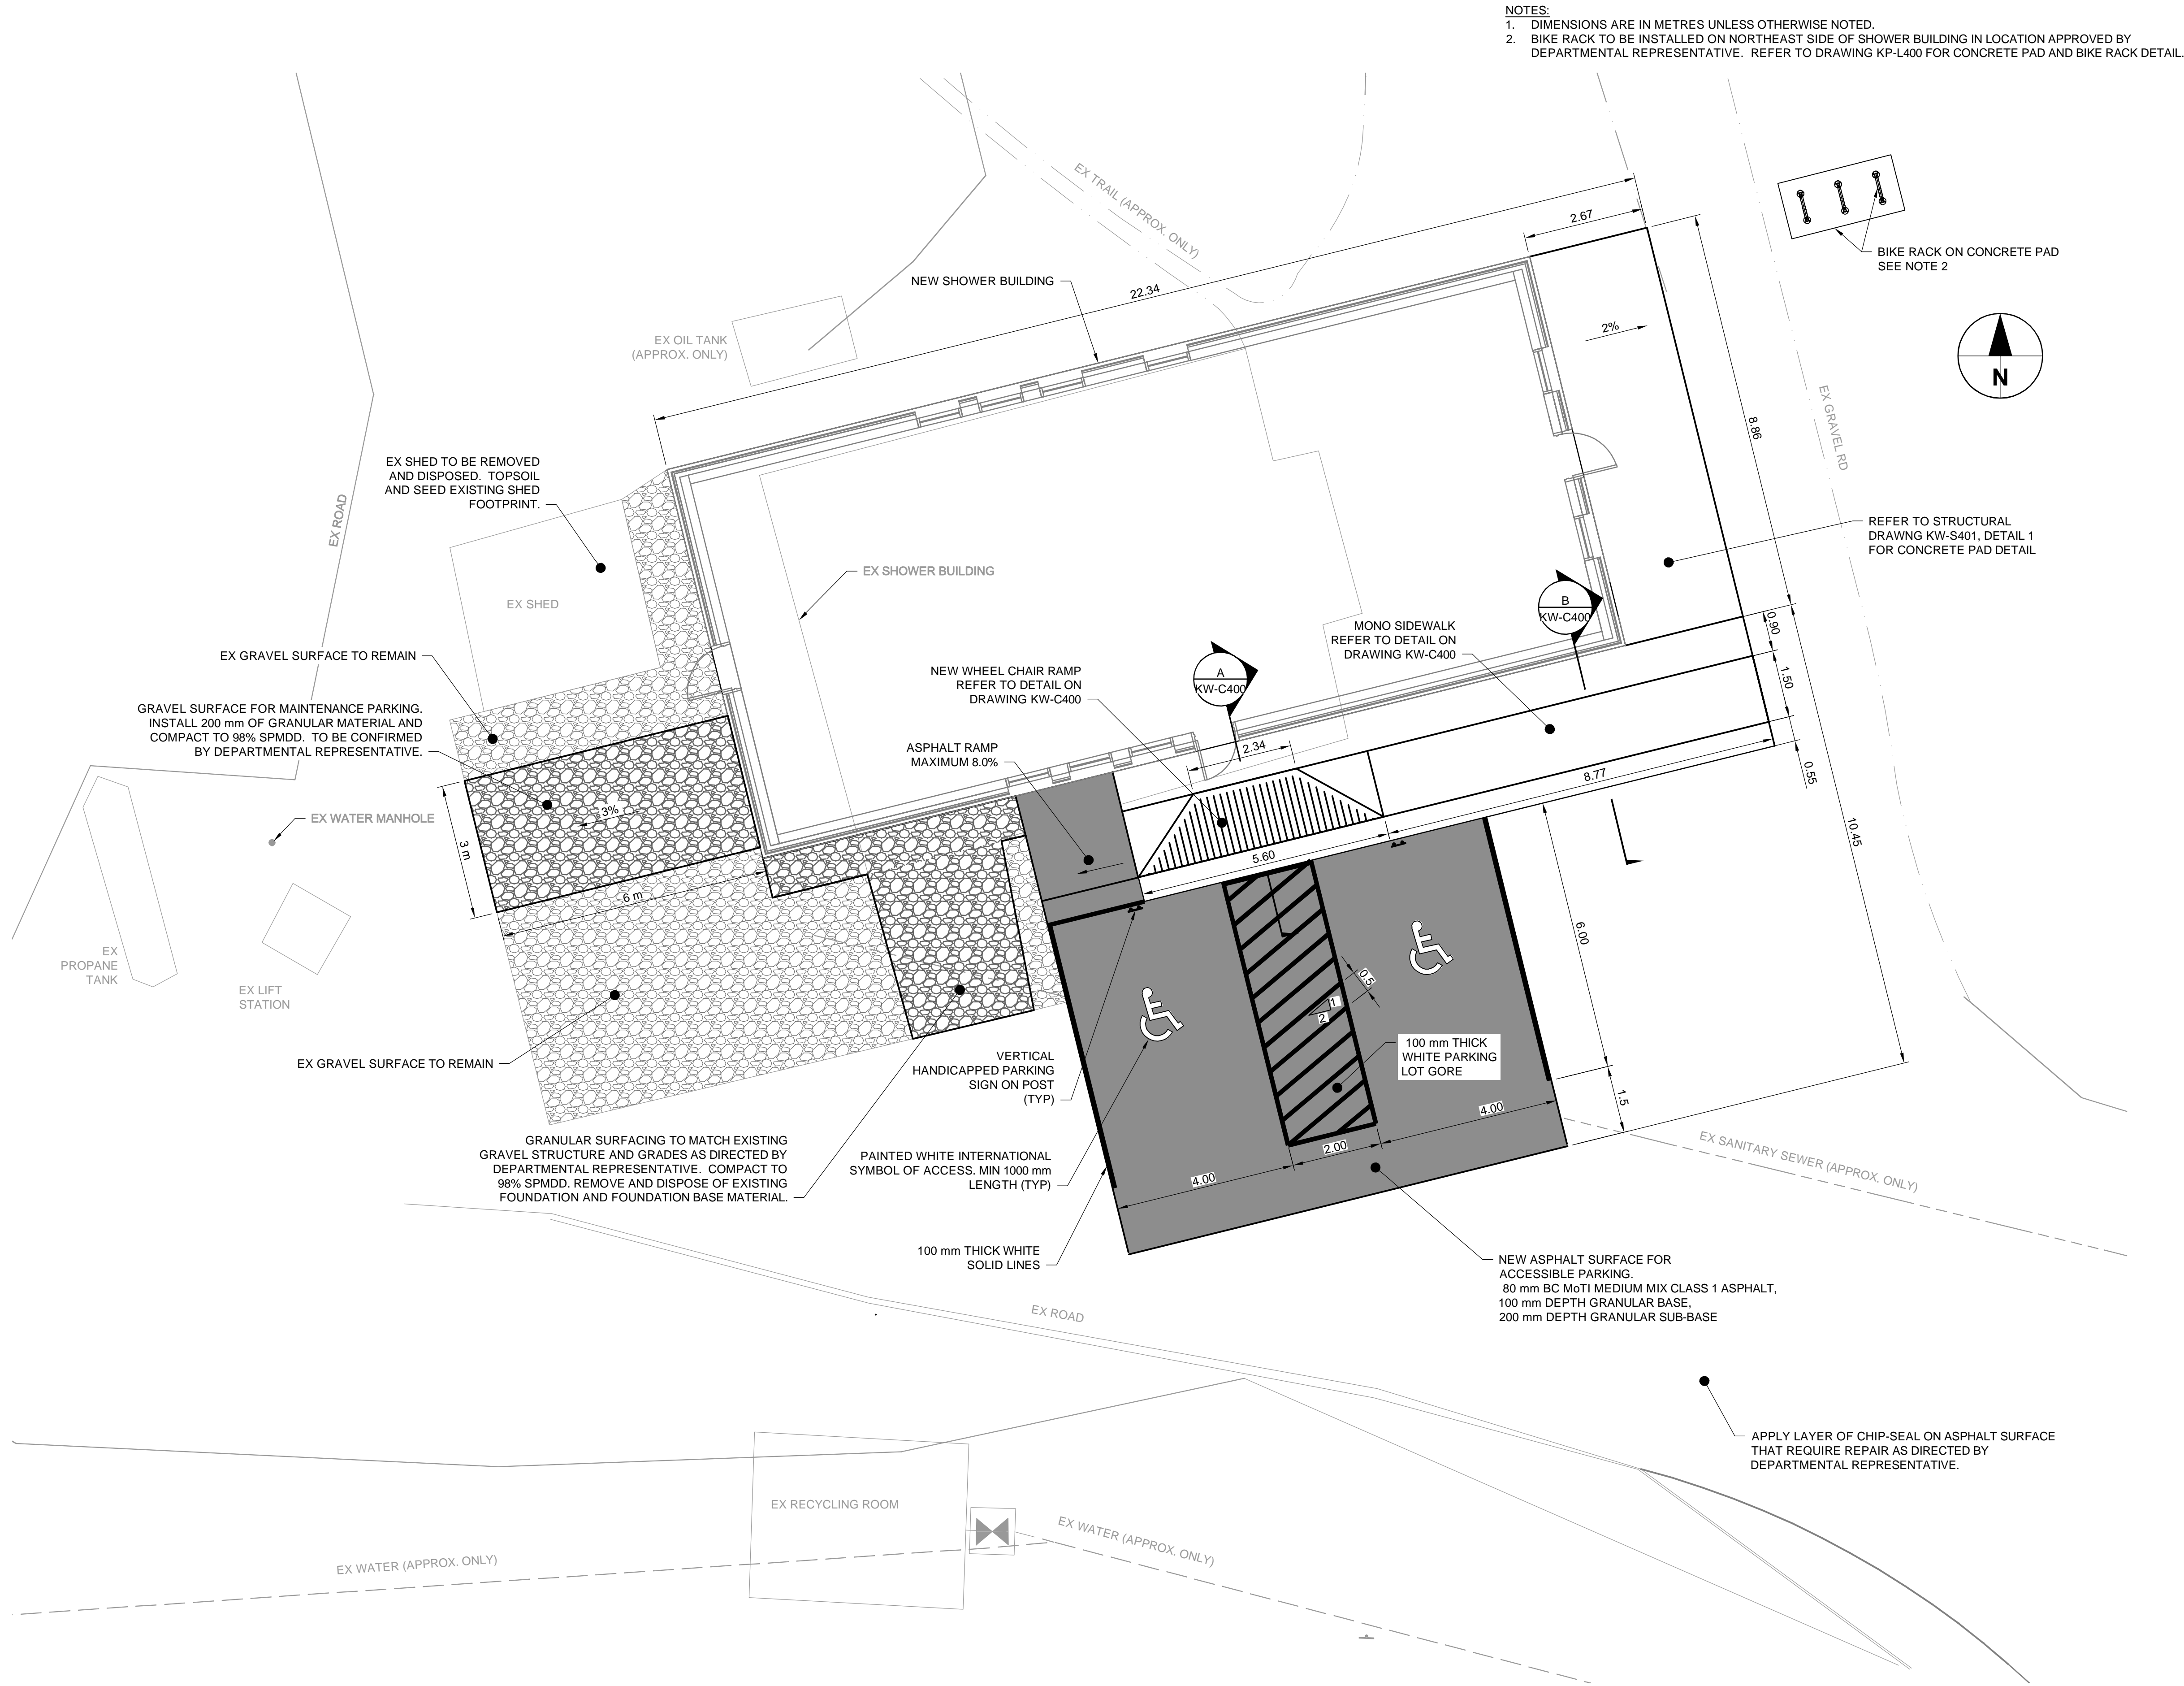 NOTES:
1. DIMENSIONS ARE IN METRES UNLESS OTHERWISE NOTED.
2. BIKE RACK TO BE INSTALLED ON NORTHEAST SIDE OF SHOWER BUILDING IN LOCATION APPROVED BY
DEPARTMENTAL REPRESENTATIVE. REFER TO DRAWING KP-L400 FOR CONCRETE PAD AND BIKE RACK DETAIL.
EX TRAIL (APPROX. ONLY)
2.67
BIKE RACK ON CONCRETE PAD
SEE NOTE 2
NEW SHOWER BUILDING
22.34
EX OIL TANK
(APPROX. ONLY)
2%
N
EX GRAVEL RD
8.86
EX SHED TO BE REMOVED
AND DISPOSED. TOPSOIL
AND SEED EXISTING SHED
FOOTPRINT.
EX ROAD
REFER TO STRUCTURAL
DRAWNG KW-S401, DETAIL 1
FOR CONCRETE PAD DETAIL
EX SHOWER BUILDING
EX SHED
B
KW-C400
MONO SIDEWALK
REFER TO DETAIL ON
DRAWING KW-C400
0.90
EX GRAVEL SURFACE TO REMAIN
A
KW-C400
NEW WHEEL CHAIR RAMP
REFER TO DETAIL ON
DRAWING KW-C400
1.50
GRAVEL SURFACE FOR MAINTENANCE PARKING.
INSTALL 200 mm OF GRANULAR MATERIAL AND
COMPACT TO 98% SPMDD. TO BE CONFIRMED
BY DEPARTMENTAL REPRESENTATIVE.
ASPHALT RAMP
MAXIMUM 8.0%
2.34
8.77
0.55
3%
EX WATER MANHOLE
3 m
10.45
5.60
6 m
6.00
EX
PROPANE
TANK
EX LIFT
STATION
0.5
1
2
100 mm THICK
WHITE PARKING
LOT GORE
EX GRAVEL SURFACE TO REMAIN
VERTICAL
HANDICAPPED PARKING
SIGN ON POST
(TYP)
1.5
4.00
2.00
4.00
GRANULAR SURFACING TO MATCH EXISTING
GRAVEL STRUCTURE AND GRADES AS DIRECTED BY
DEPARTMENTAL REPRESENTATIVE. COMPACT TO
98% SPMDD. REMOVE AND DISPOSE OF EXISTING
FOUNDATION AND FOUNDATION BASE MATERIAL.
PAINTED WHITE INTERNATIONAL
SYMBOL OF ACCESS. MIN 1000 mm
LENGTH (TYP)
EX SANITARY SEWER (APPROX. ONLY)
100 mm THICK WHITE
SOLID LINES
NEW ASPHALT SURFACE FOR
ACCESSIBLE PARKING.
80 mm BC MoTI MEDIUM MIX CLASS 1 ASPHALT,
100 mm DEPTH GRANULAR BASE,
200 mm DEPTH GRANULAR SUB-BASE
EX ROAD
APPLY LAYER OF CHIP-SEAL ON ASPHALT SURFACE
THAT REQUIRE REPAIR AS DIRECTED BY
DEPARTMENTAL REPRESENTATIVE.
EX RECYCLING ROOM
EX WATER (APPROX. ONLY)
EX WATER (APPROX. ONLY)